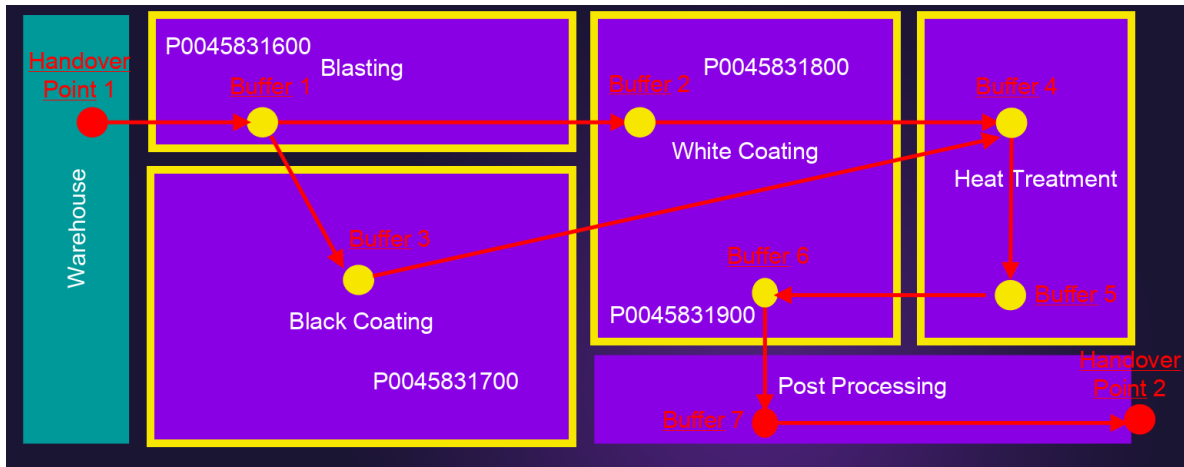 Handover
Point 1
Warehouse
P0045831600
Blasting
Buffer 1
Buffer 2
P0045831800
White Coating
Buffer 4
Heat Treatment
Buffer 3
Black Coating
P0045831700
Buffer 6
P0045831900
Buffer 5
Post Processing
Buffer 7
Handover
Point 2